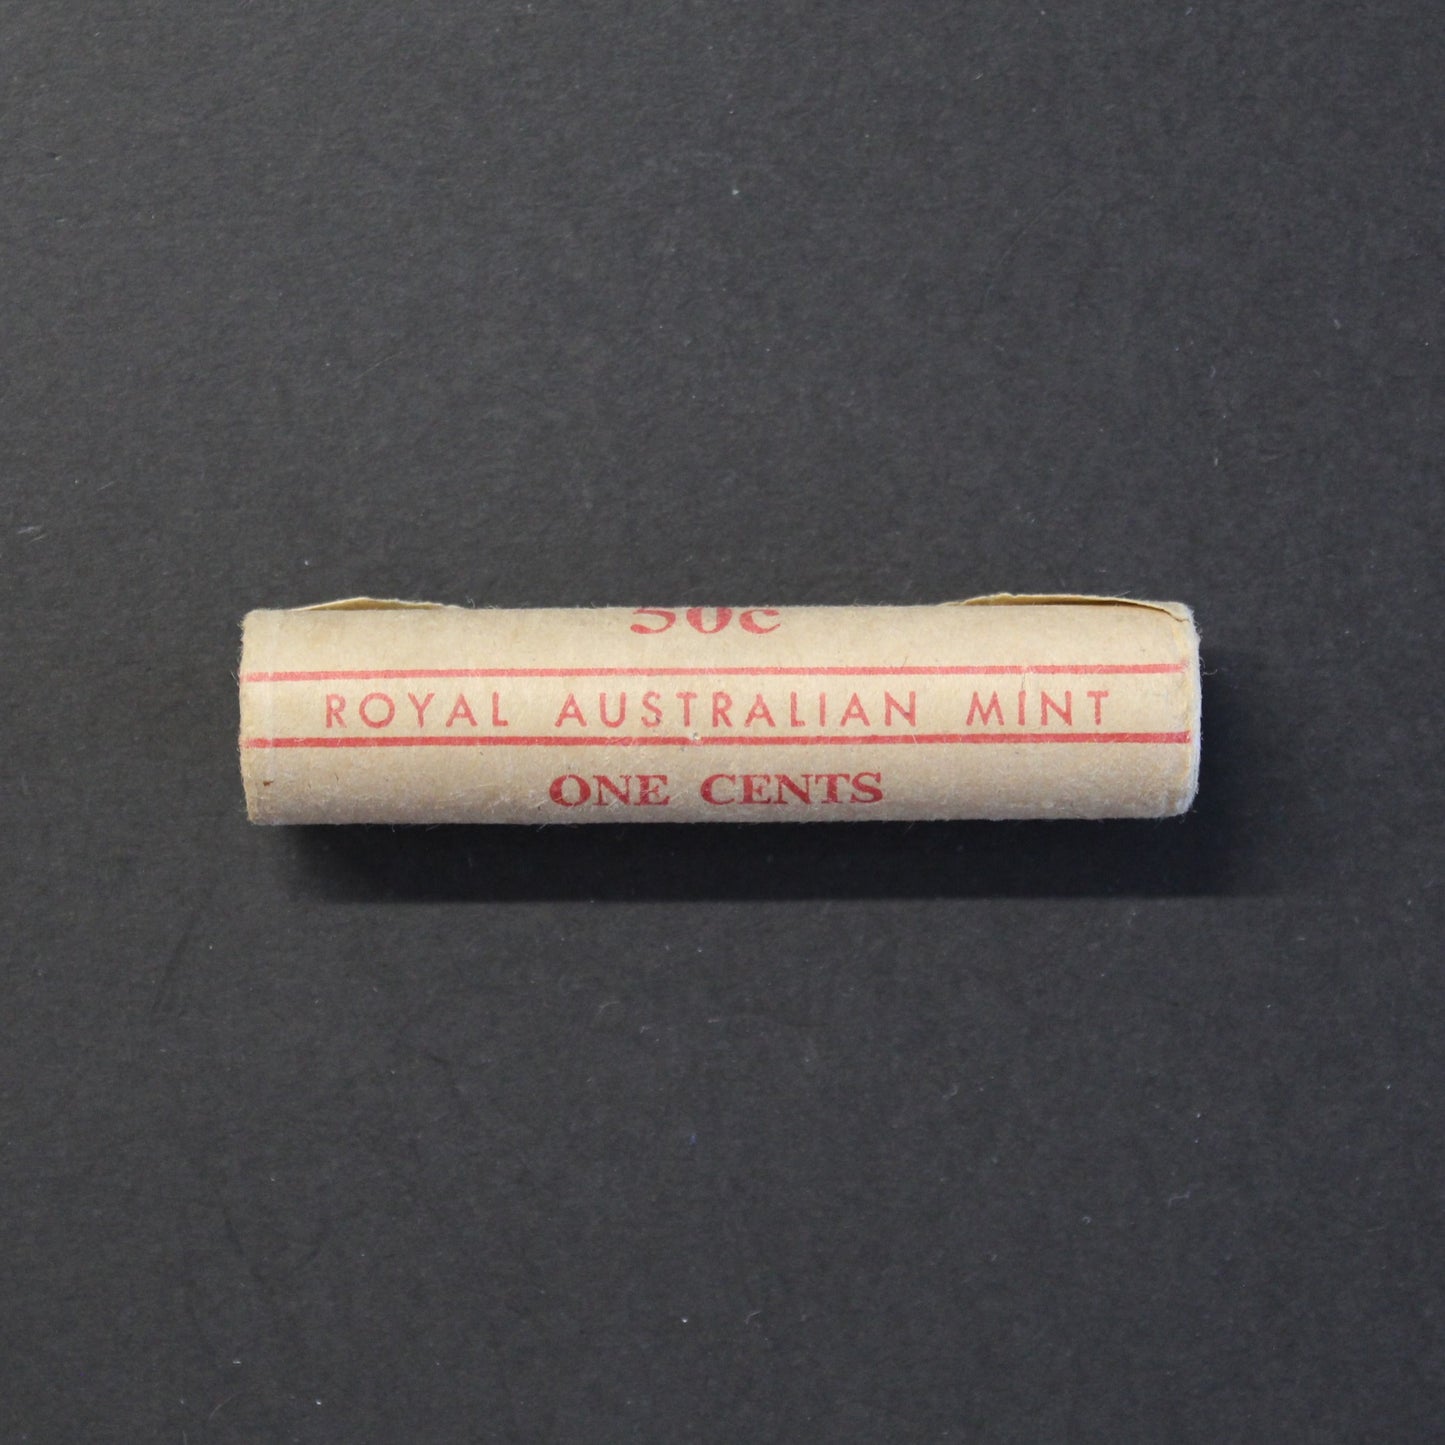 50c
ROYAL AUSTRALIAN MINT
ONE CENTS